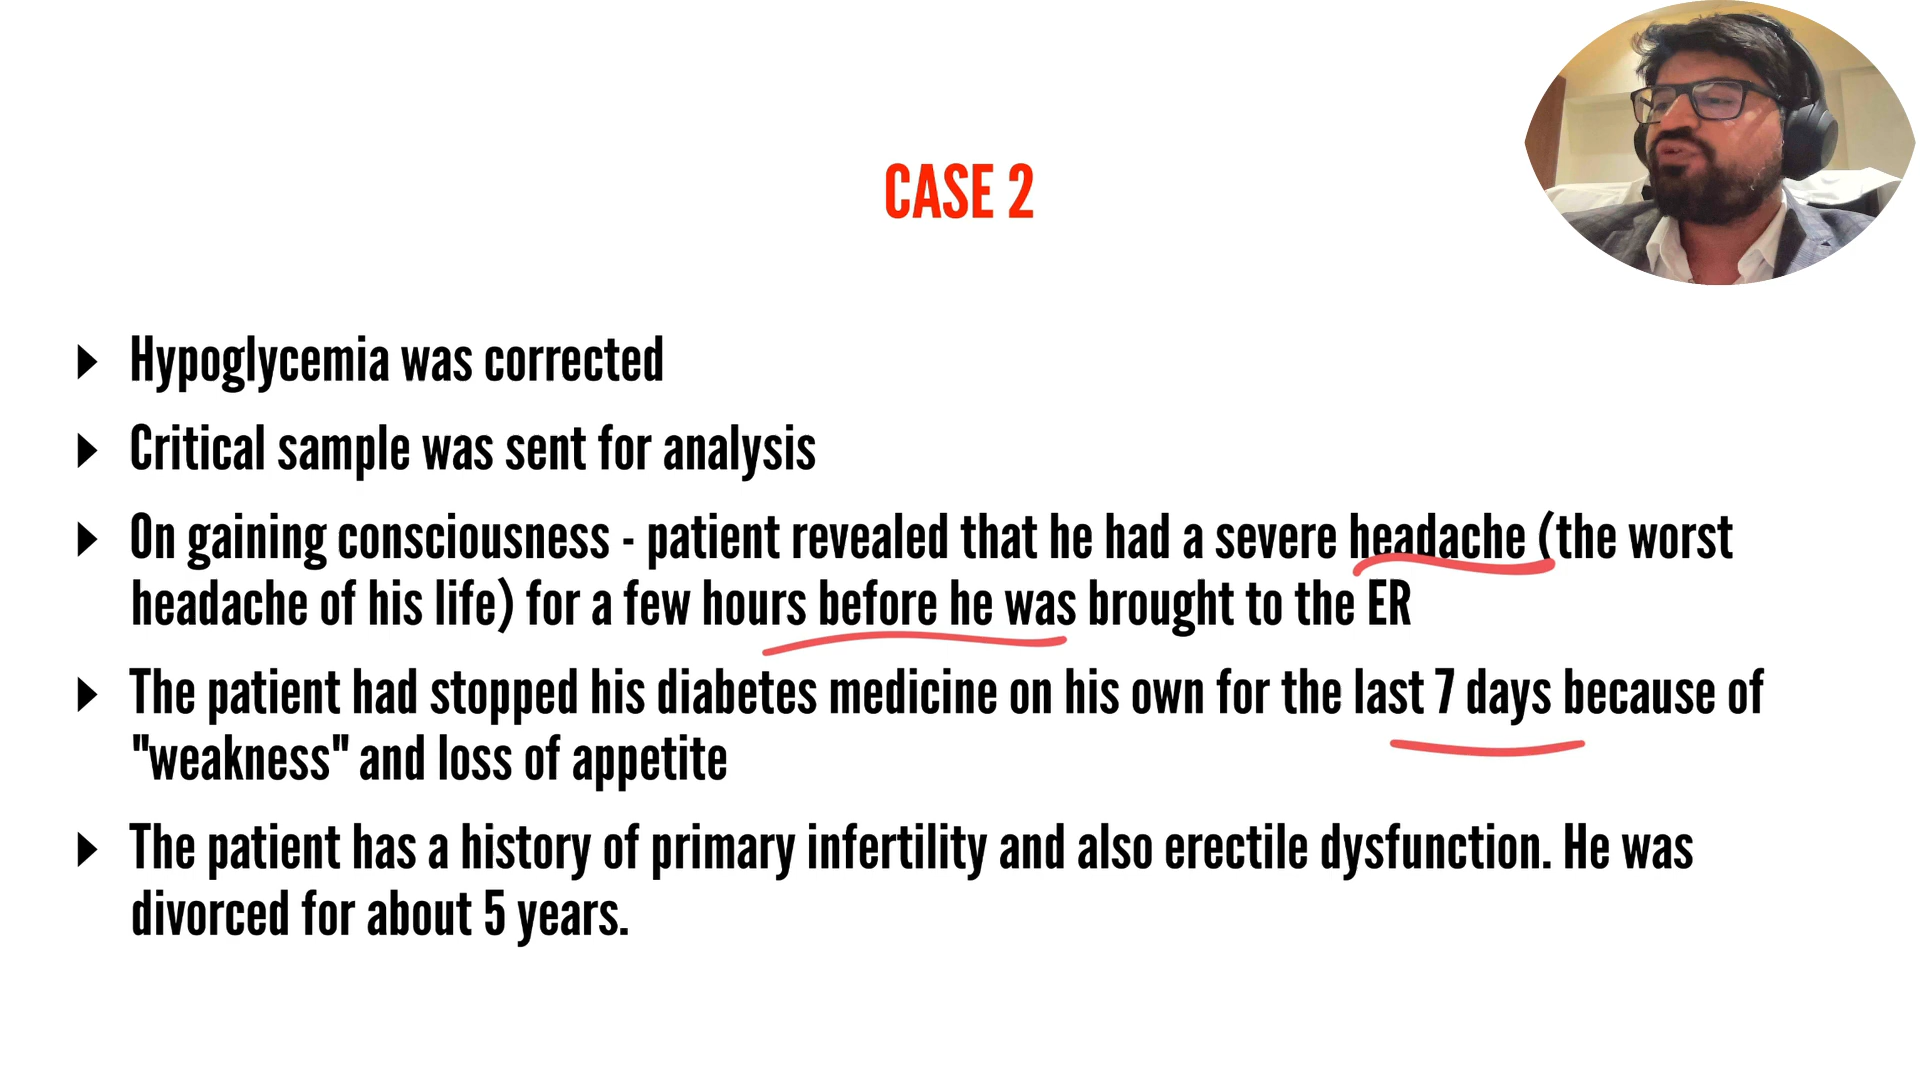 CASE 2
Hypoglycemia was corrected
Critical sample was sent for analysis
On gaining consciousness - patient revealed that he had a severe headache (the worst
headache of his life) for a few hours before he was brought to the ER
The patient had stopped his diabetes medicine on his own for the last 7 days because of
"weakness" and loss of appetite
The patient has a history of primary infertility and also erectile dysfunction. He was
divorced for about 5 years.